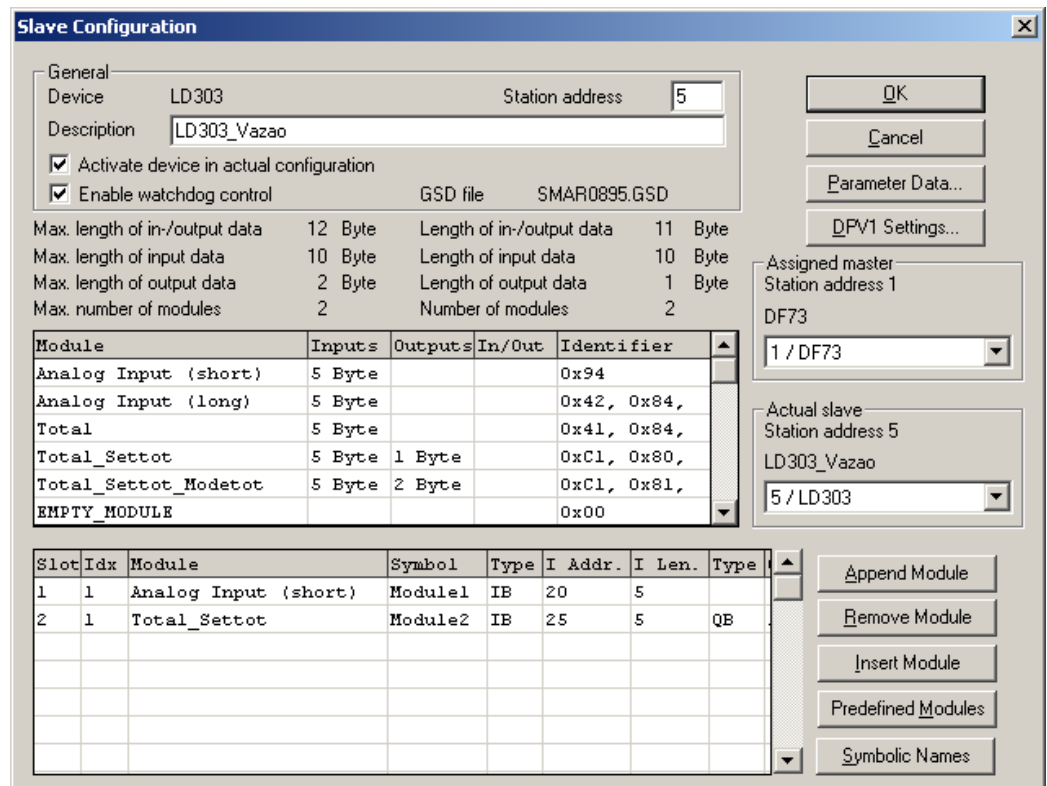 Slave Configuration
General
Device LD303 Station address 5
Description LD303_Vazao
Activate device in actual configuration
Enable watchdog control GSD file SMAR0895.GSD
OK
Cancel
Parameter Data...
DPV1 Settings...
Max. length of in-/output data 12 Byte Length of in-/output data 11 Byte
Max. length of input data 10 Byte Length of input data 10 Byte
Max. length of output data 2 Byte Length of output data 1 Byte
Max. number of modules 2 Number of modules 2
Assigned master
Station address 1
DF73
1 / DF73
Module Inputs Outputs In/Out Identifier
Analog Input (short) 5 Byte 0x94
Analog Input (long) 5 Byte 0x42, 0x84,
Total 5 Byte 0x41, 0x84,
Total_Settot 5 Byte 1 Byte 0xC1, 0x80,
Total_Settot_Modetot 5 Byte 2 Byte 0xC1, 0x81,
EMPTY_MODULE 0x00
Actual slave
Station address 5
LD303_Vazao
5 / LD303
Slot Idx Module Symbol Type I Addr. I Len. Type
1 1 Analog Input (short) Module1 IB 20 5
2 1 Total_Settot Module2 IB 25 5 QB
Append Module
Remove Module
Insert Module
Predefined Modules
Symbolic Names